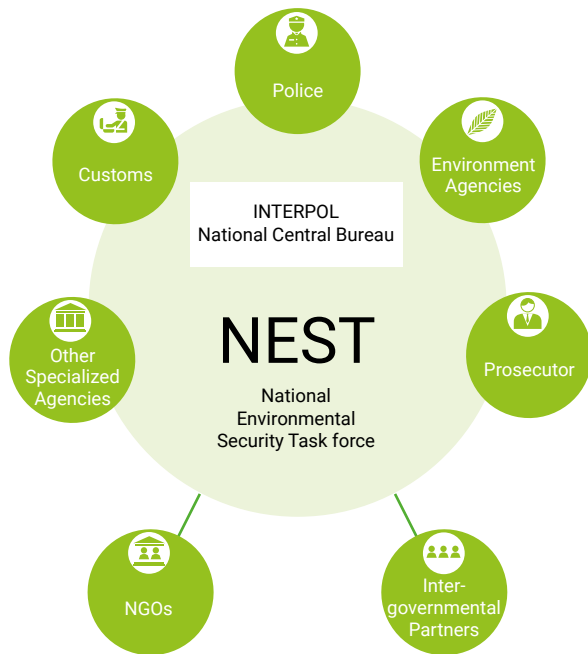 Police
Customs
Environment
Agencies
INTERPOL
National Central Bureau
NEST
National
Environmental
Security Task force
Other
Specialized
Agencies
Prosecutor
NGOs
Inter-
governmental
Partners